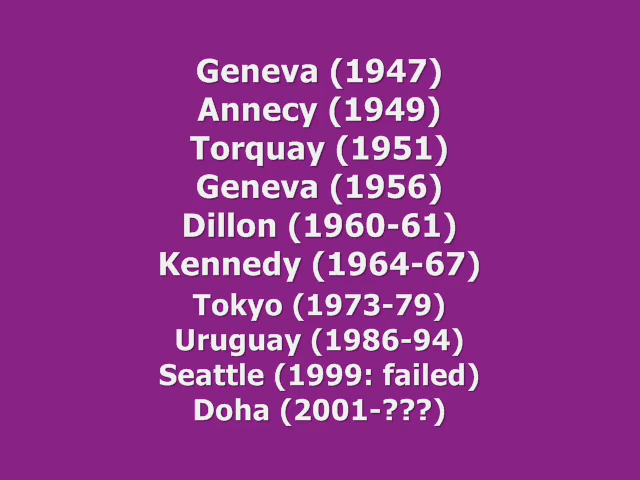 Geneva (1947)
Annecy (1949)
Torquay (1951)
Geneva (1956)
Dillon (1960-61)
Kennedy (1964-67)
Tokyo (1973-79)
Uruguay (1986-94)
Seattle (1999: failed)
Doha (2001-???)